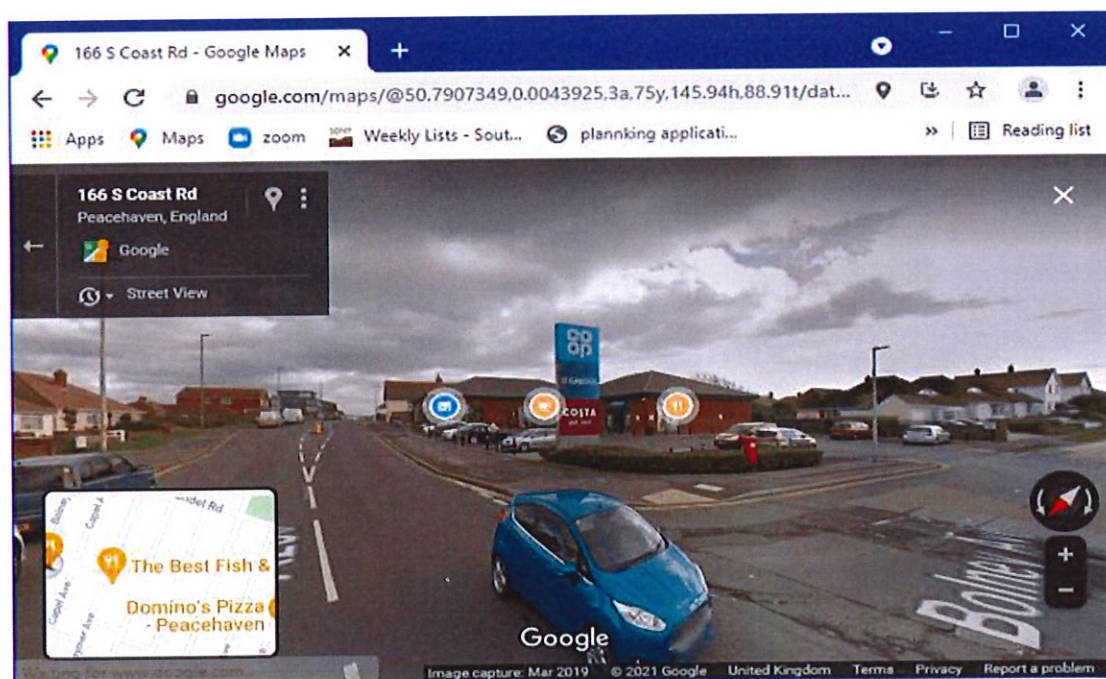 166 S Coast Rd - Google Maps
google.com/maps/@50.7907349,0.0043925,3a,75y,145.94h,88.91t/dat...
Apps Maps zoom Weekly Lists - Sout... plannking applicati... » Reading list
166 S Coast Rd
Peacehaven, England
Google
Street View
CO
OP
COSTA
The Best Fish &
Domino's Pizza
- Peacehaven
Capel Ave
Bolney A
Google
Image capture: Mar 2019 © 2021 Google United Kingdom Terms Privacy Report a problem